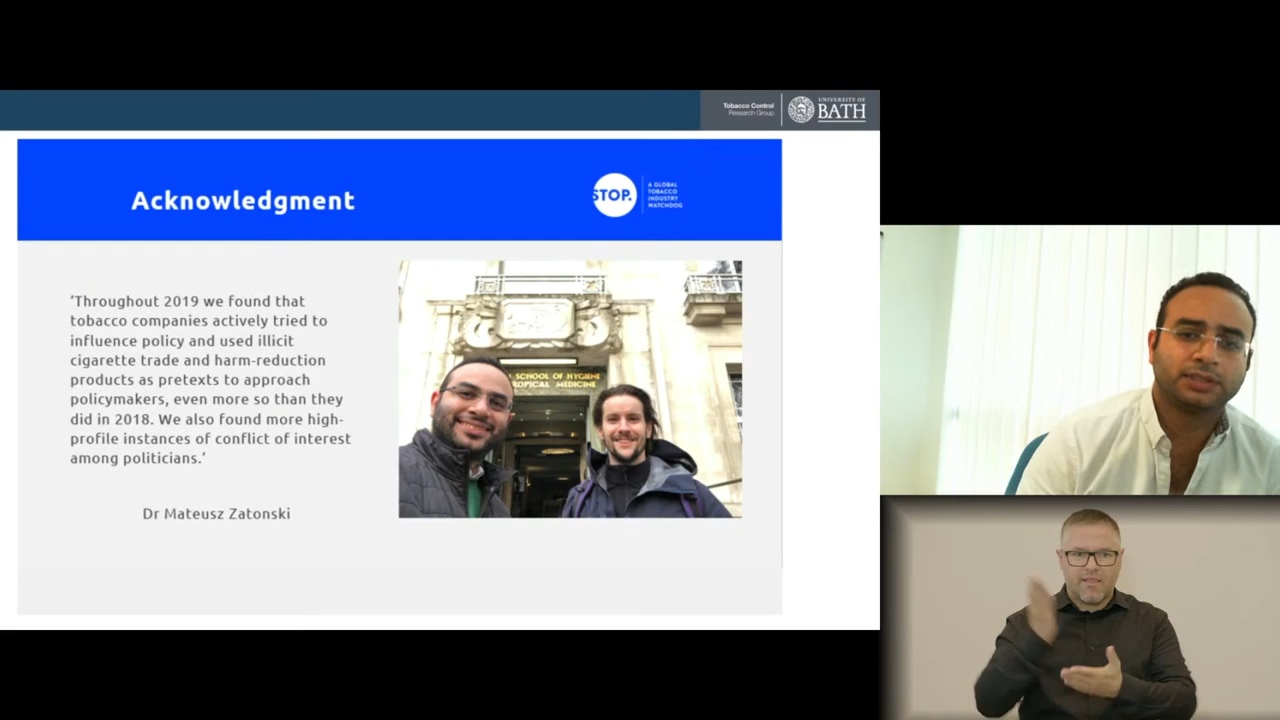 Tobacco Control
Research Group
UNIVERSITY OF
BATH
Acknowledgment
STOP.
A GLOBAL
TOBACCO
INDUSTRY
WATCHDOG
‘Throughout 2019 we found that
tobacco companies actively tried to
influence policy and used illicit
cigarette trade and harm-reduction
products as pretexts to approach
policymakers, even more so than they
did in 2018. We also found more high-
profile instances of conflict of interest
among politicians.’
Dr Mateusz Zatonski
SCHOOL OF HYGIENE
TROPICAL MEDICINE